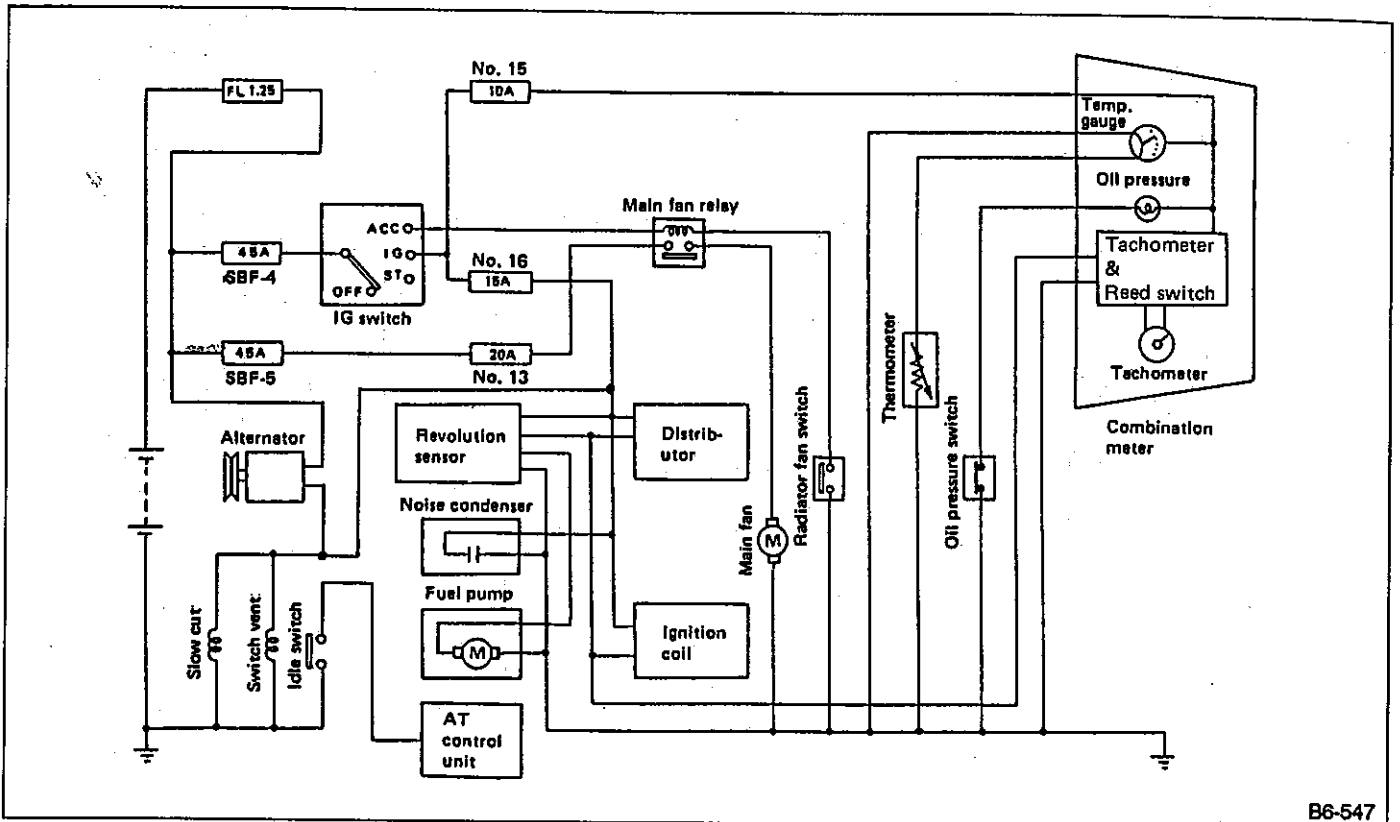 No. 15
FL 1.25
10A
Temp.
gauge
Oil pressure
Main fan relay
ACC
45A
SBF-4
IG
ST
OFF
IG switch
No. 16
15A
Tachometer
&
Reed switch
45A
SBF-5
20A
No. 13
Tachometer
Combination
meter
Alternator
Revolution
sensor
Distrib-
utor
Thermometer
Radiator fan switch
Oil pressure switch
Noise condenser
Main fan
M
Fuel pump
M
Ignition
coil
Slow cut
Switch vent
Idle switch
AT
control
unit
B6-547